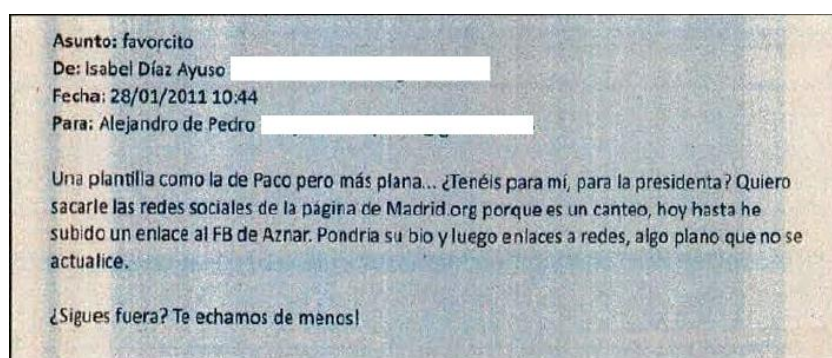 Asunto: favorcito
De: Isabel Díaz Ayuso
Fecha: 28/01/2011 10:44
Para: Alejandro de Pedro
Una plantilla como la de Paco pero más plana... ¿Tenéis para mí, para la presidenta? Quiero
sacarle las redes sociales de la página de Madrid.org porque es un canteo, hoy hasta he
subido un enlace al FB de Aznar. Pondría su bio y luego enlaces a redes, algo plano que no se
actualice.
¿Sigues fuera? Te echamos de menos!